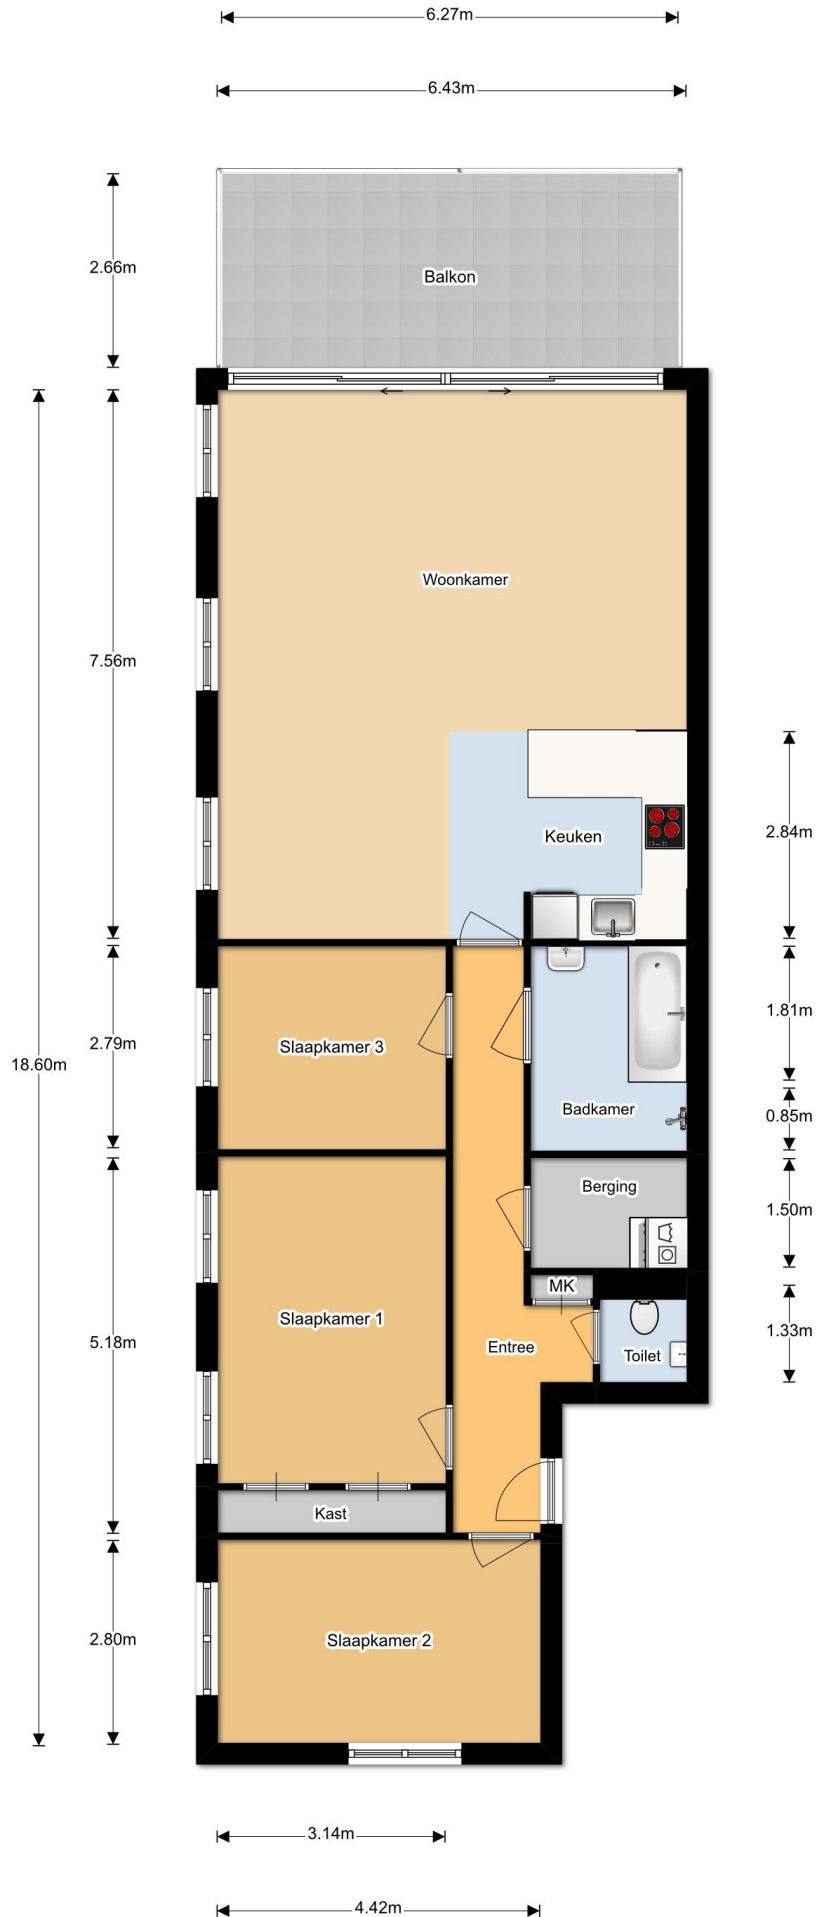 6.27m
6.43m
2.66m
Balkon
Woonkamer
7.56m
Keuken
2.84m
1.81m
2.79m
Slaapkamer 3
18.60m
Badkamer
0.85m
Berging
1.50m
MK
Slaapkamer 1
5.18m
Entree
Toilet
1.33m
Kast
Slaapkamer 2
2.80m
3.14m
4.42m